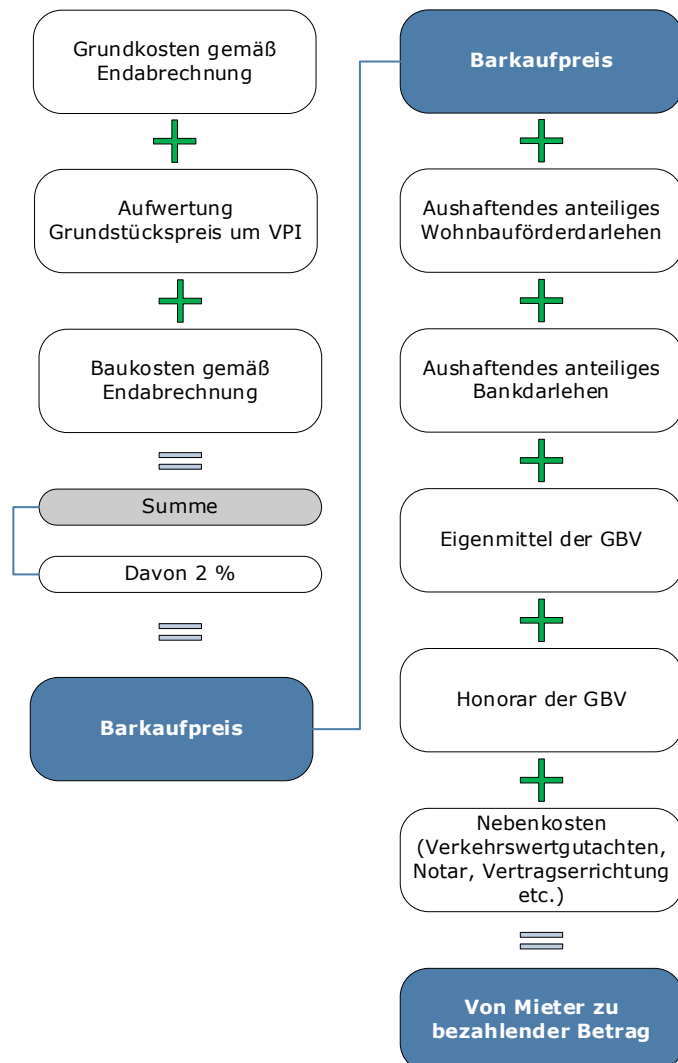 Grundkosten gemäß
Endabrechnung
Aufwertung
Grundstückspreis um VPI
Baukosten gemäß
Endabrechnung
Summe
Davon 2 %
Barkaufpreis
Barkaufpreis
Aushaftendes anteiliges
Wohnbauförderdarlehen
Aushaftendes anteiliges
Bankdarlehen
Eigenmittel der GBV
Honorar der GBV
Nebenkosten
(Verkehrswertgutachten,
Notar, Vertragserrichtung
etc.)
Von Mieter zu
bezahlender Betrag